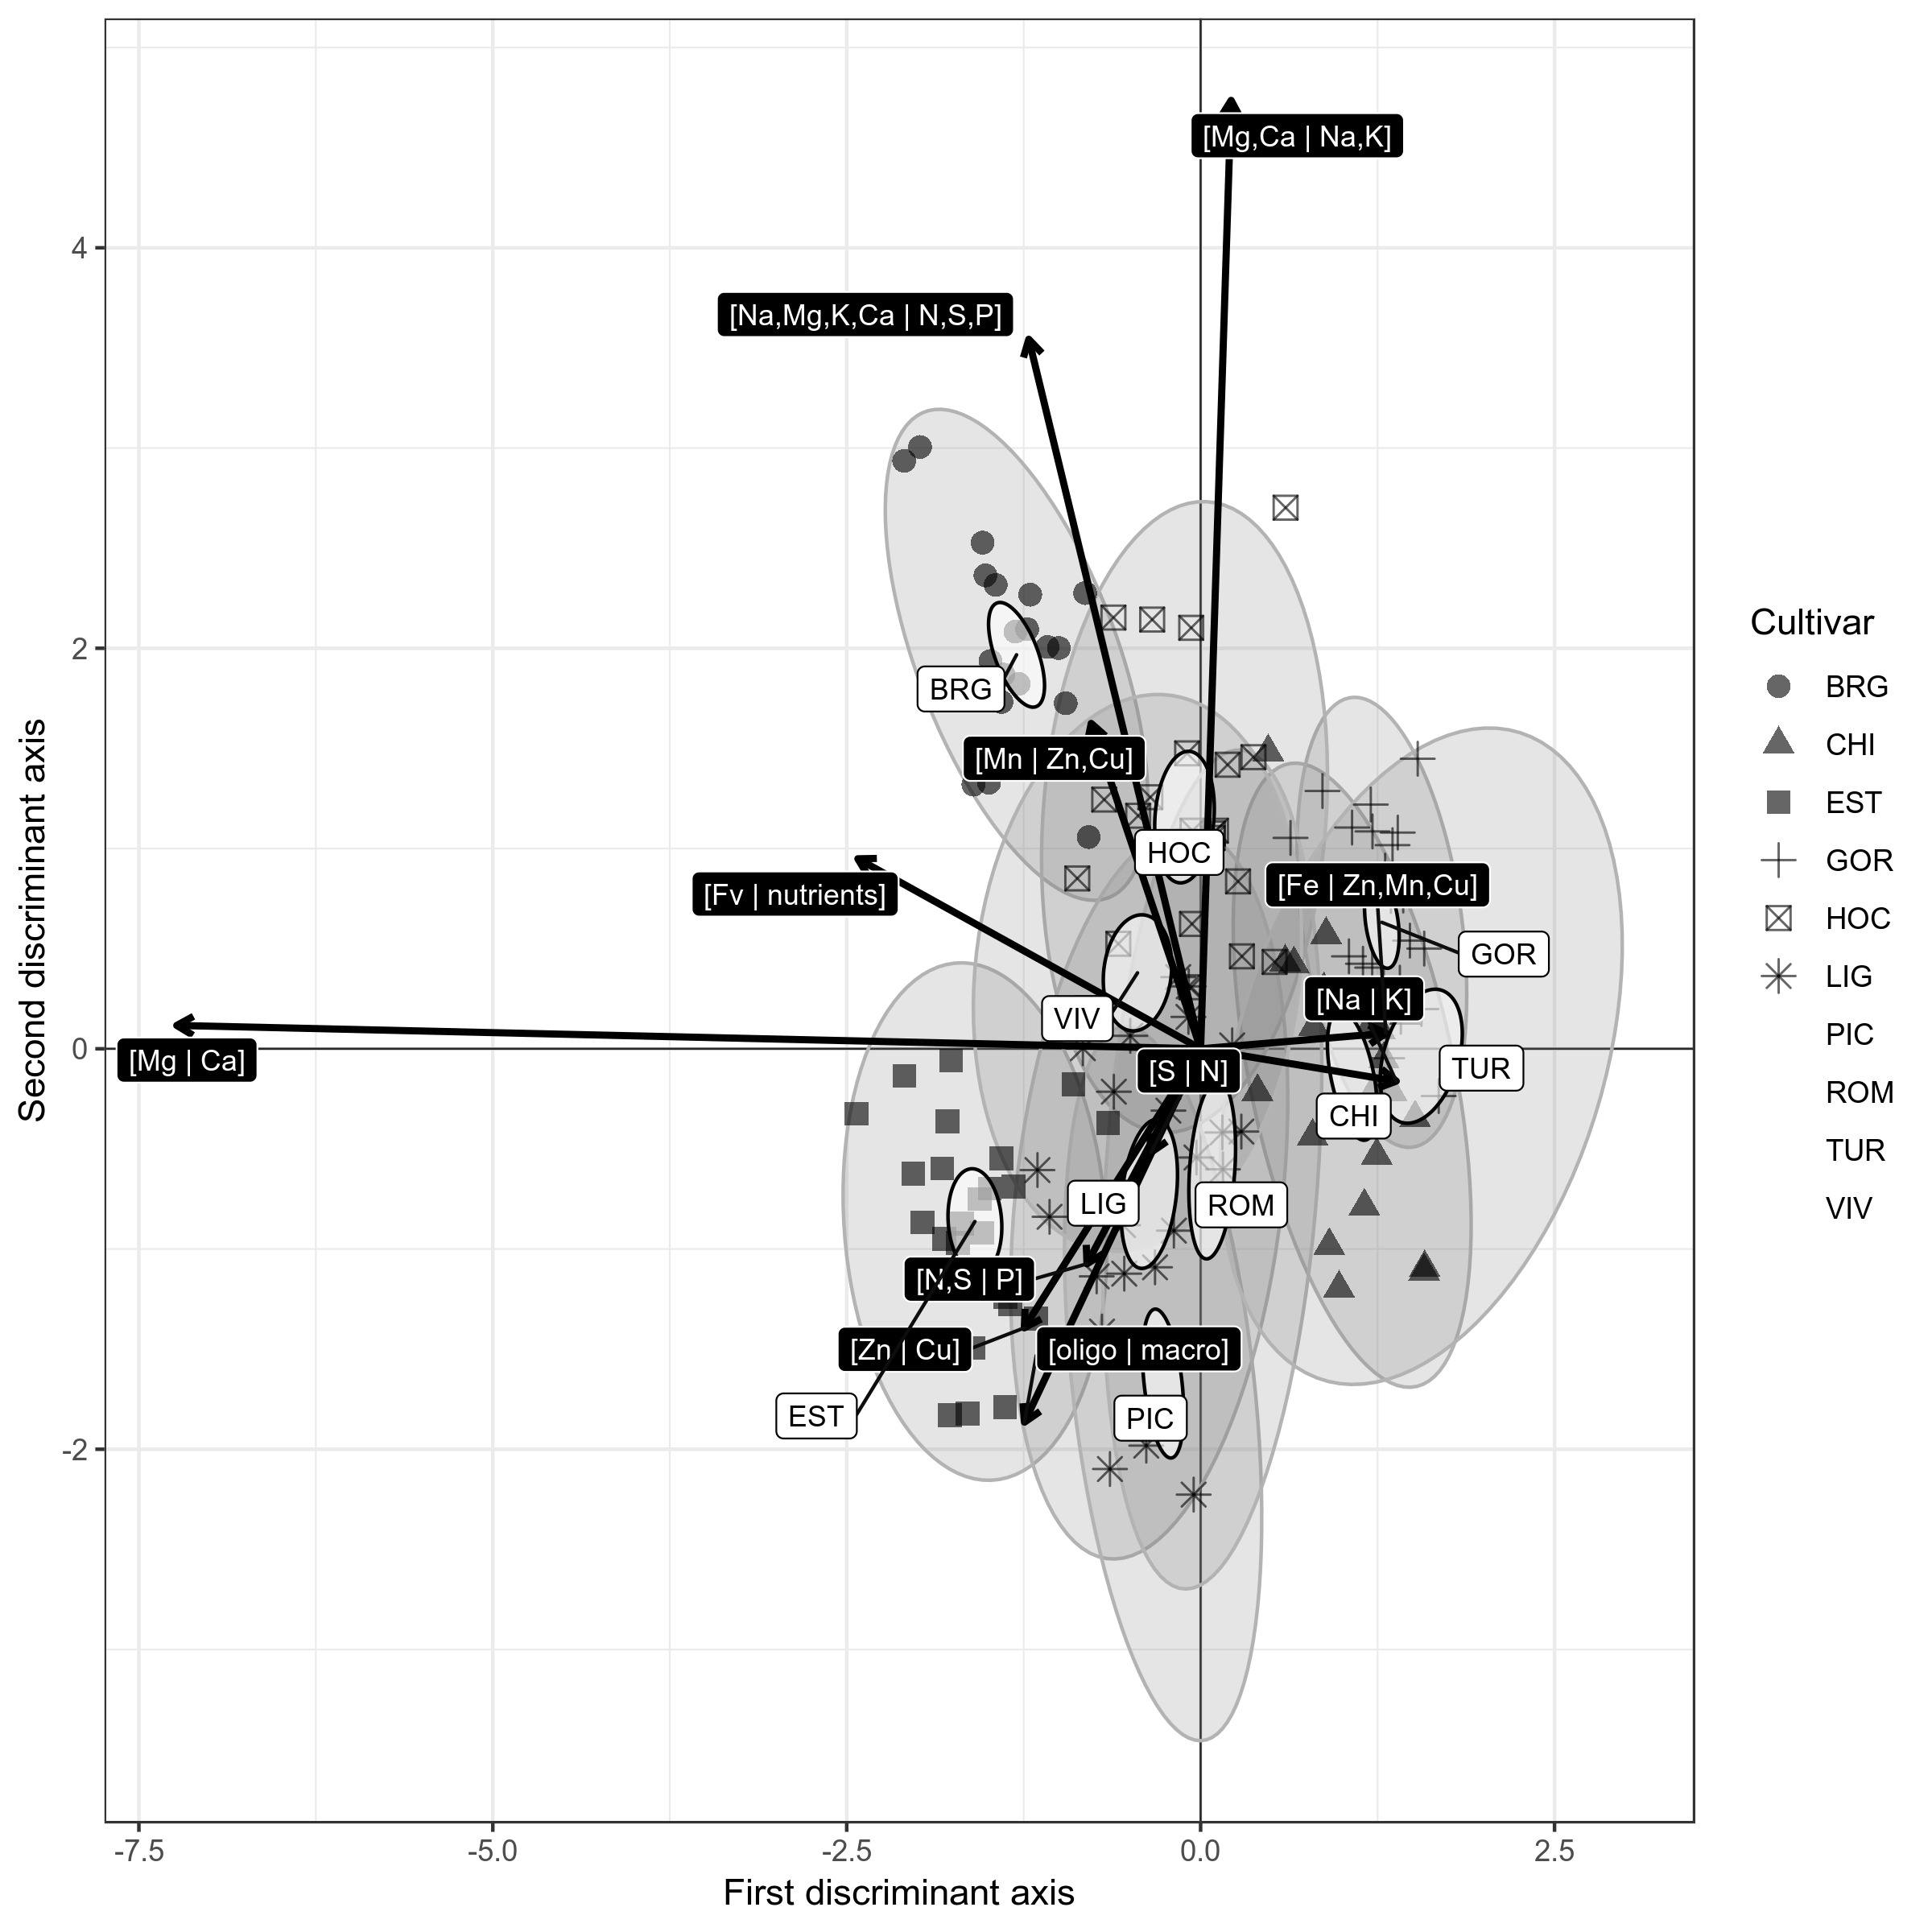 [Mg,Ca | Na,K]
4
[Na,Mg,K,Ca | N,S,P]
Cultivar
BRG
CHI
EST
GOR
HOC
LIG
PIC
ROM
TUR
VIV
2
BRG
[Mn | Zn,Cu]
HOC
[Fe | Zn,Mn,Cu]
[Fv | nutrients]
GOR
[Na | K]
VIV
0
[Mg | Ca]
[S | N]
TUR
CHI
LIG
ROM
[N,S | P]
[Zn | Cu]
[oligo | macro]
EST
PIC
-2
-7.5
-5.0
-2.5
0.0
2.5
First discriminant axis
Second discriminant axis